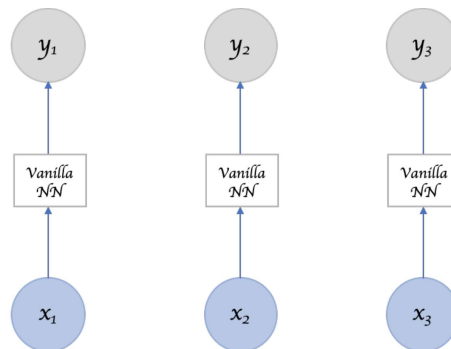 y₁ y₂ y₃
Vanilla Vanilla Vanilla
NN NN NN
x₁ x₂ x₃